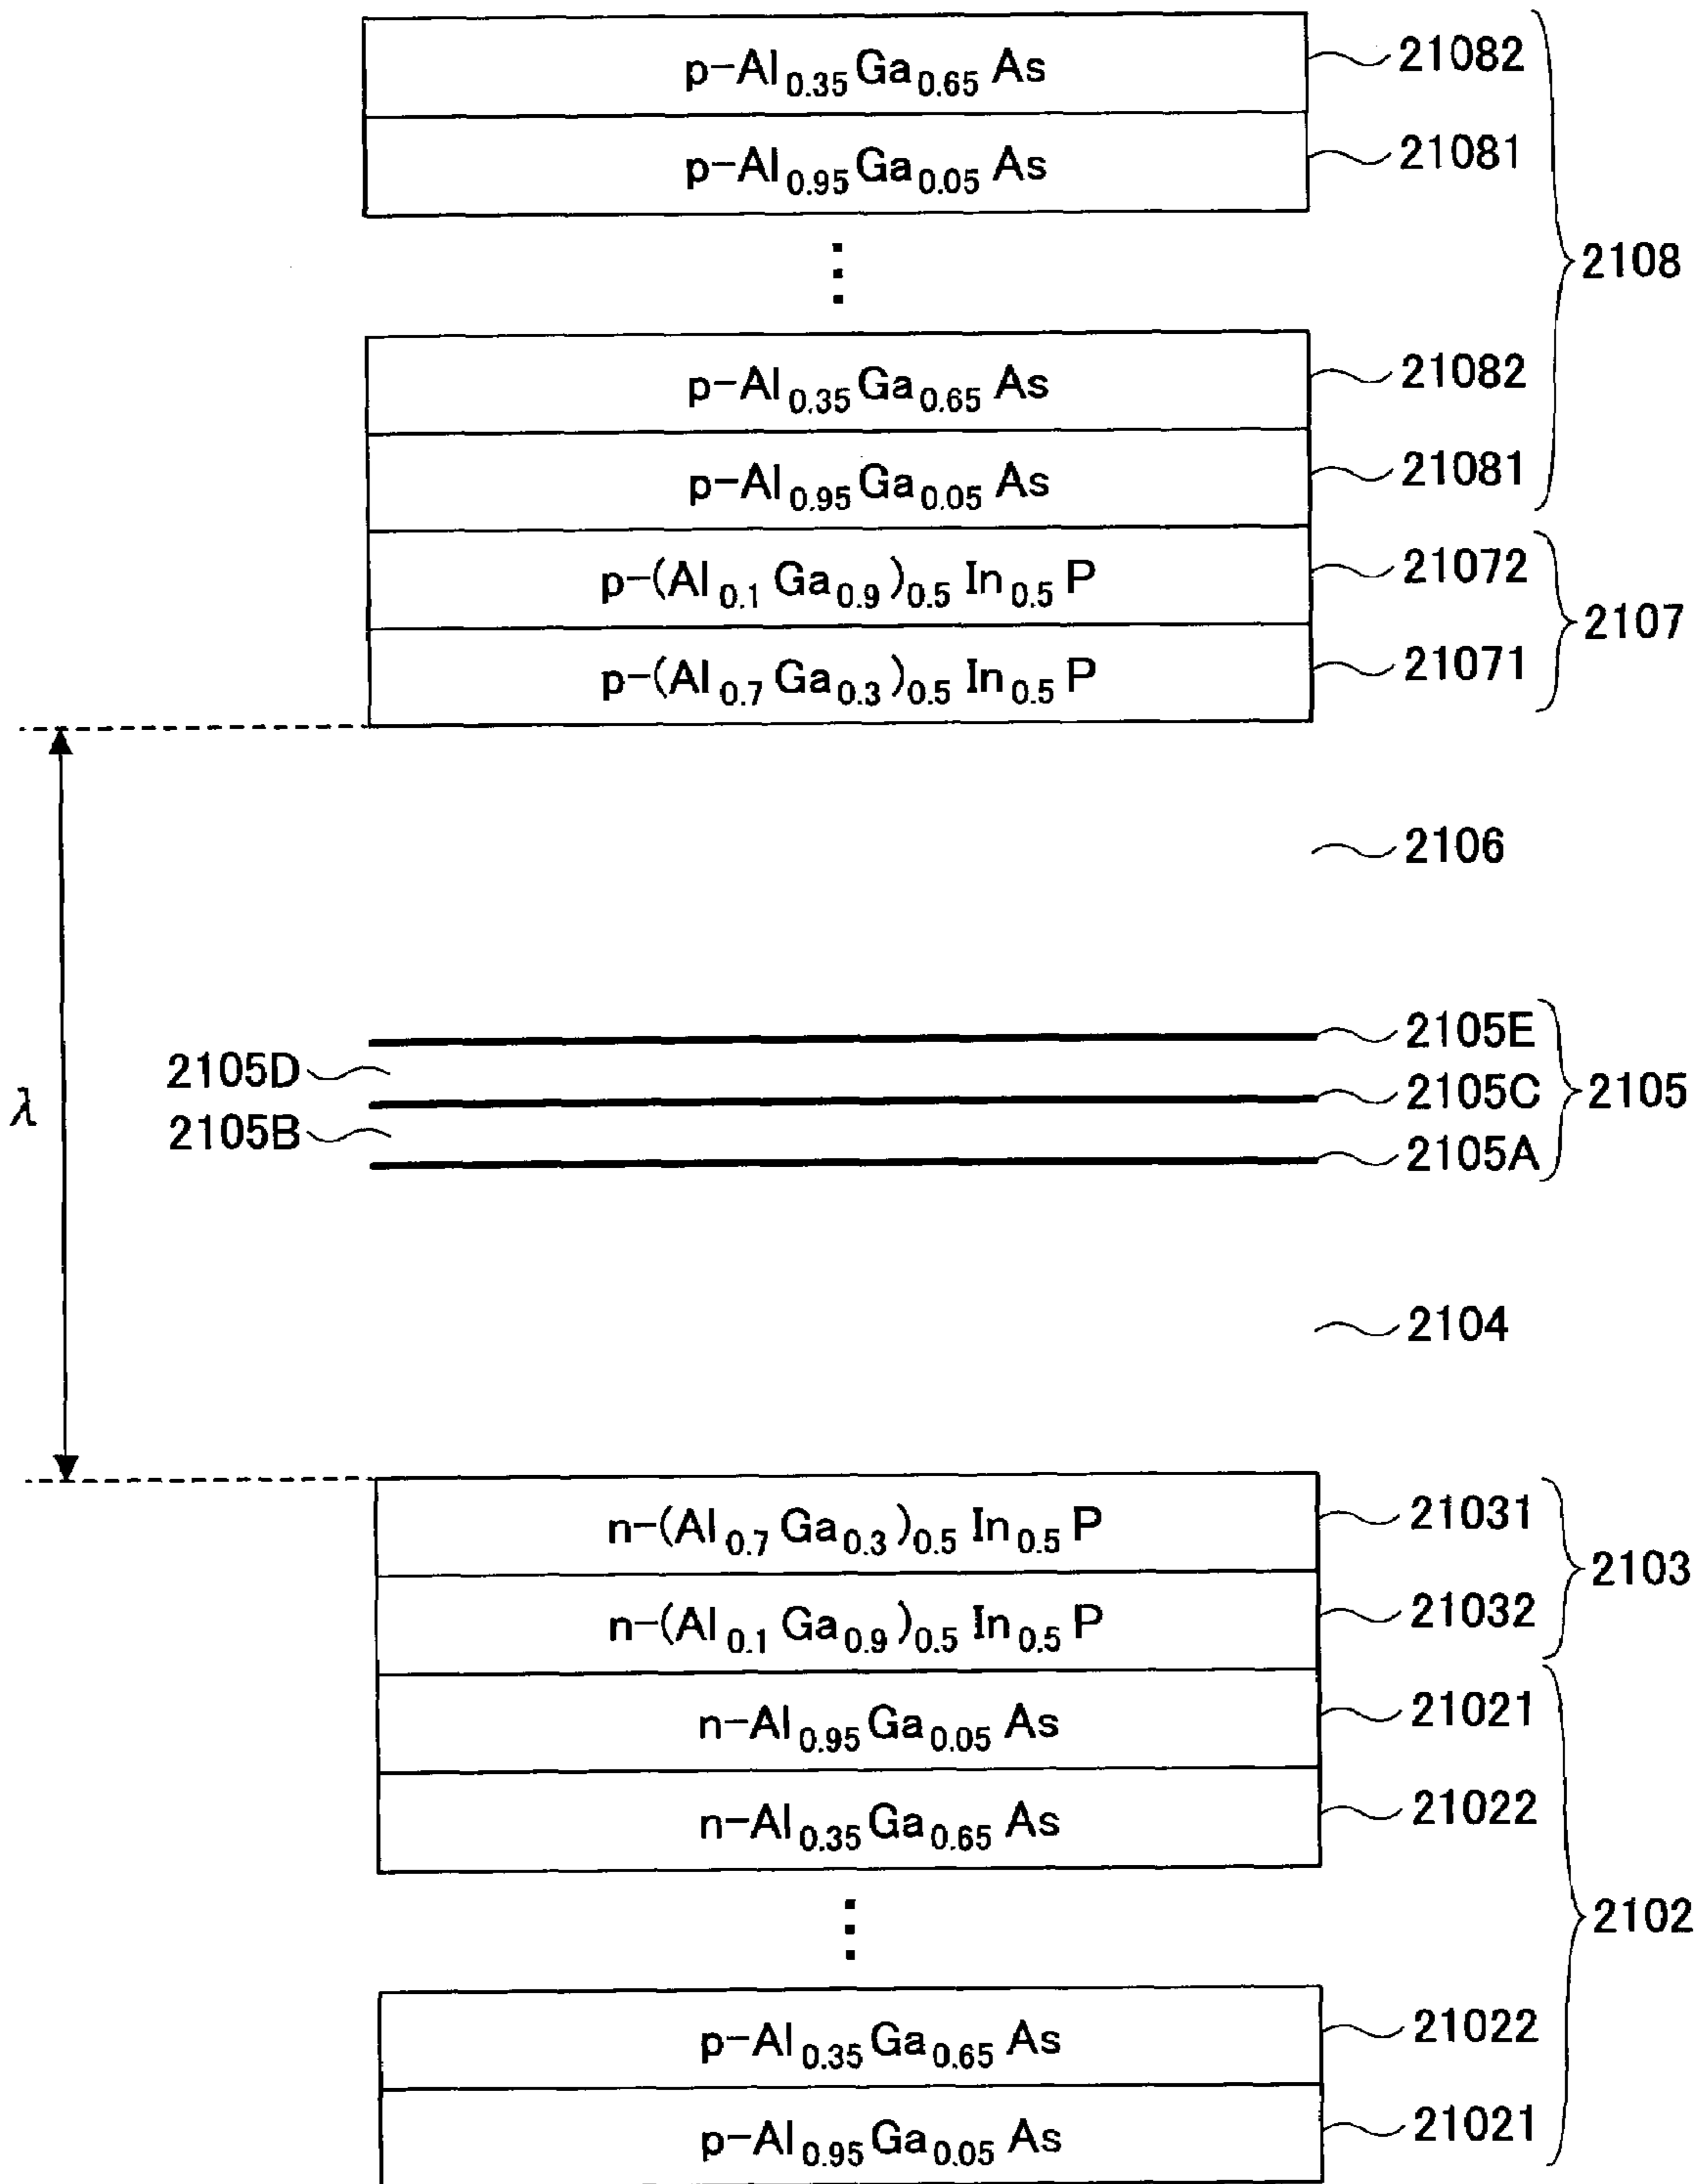 p-Al0.35Ga0.65As 21082
p-Al0.95Ga0.05As 21081
2108
p-Al0.35Ga0.65As 21082
p-Al0.95Ga0.05As 21081
p-(Al0.1Ga0.9)0.5In0.5P 21072
2107
p-(Al0.7Ga0.3)0.5In0.5P 21071
2106
2105E
2105D
2105C 2105
λ
2105B
2105A
2104
n-(Al0.7Ga0.3)0.5In0.5P 21031
2103
n-(Al0.1Ga0.9)0.5In0.5P 21032
n-Al0.95Ga0.05As 21021
n-Al0.35Ga0.65As 21022
2102
p-Al0.35Ga0.65As 21022
p-Al0.95Ga0.05As 21021